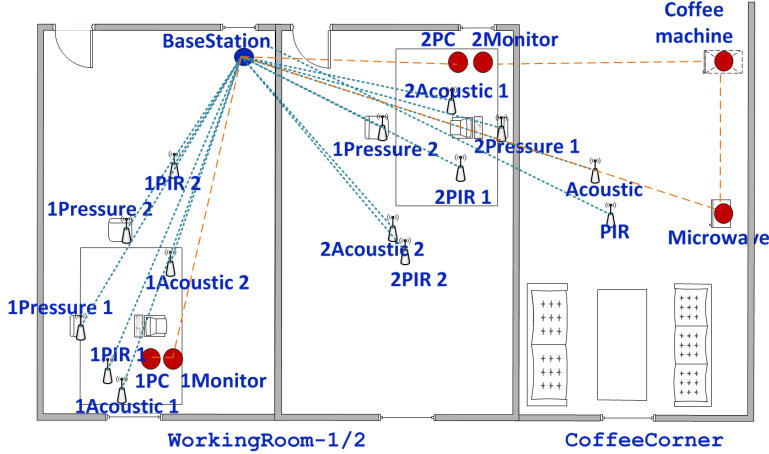 Coffee
machine
BaseStation
2PC
2Monitor
2Acoustic 1
1Pressure 2
2Pressure 1
1PIR 2
2PIR 1
Acoustic
1Pressure 2
PIR
Microwave
2Acoustic 2
2PIR 2
1Acoustic 2
1Pressure 1
1PIR 1
1PC
1Monitor
1Acoustic 1
WorkingRoom-1/2
CoffeeCorner